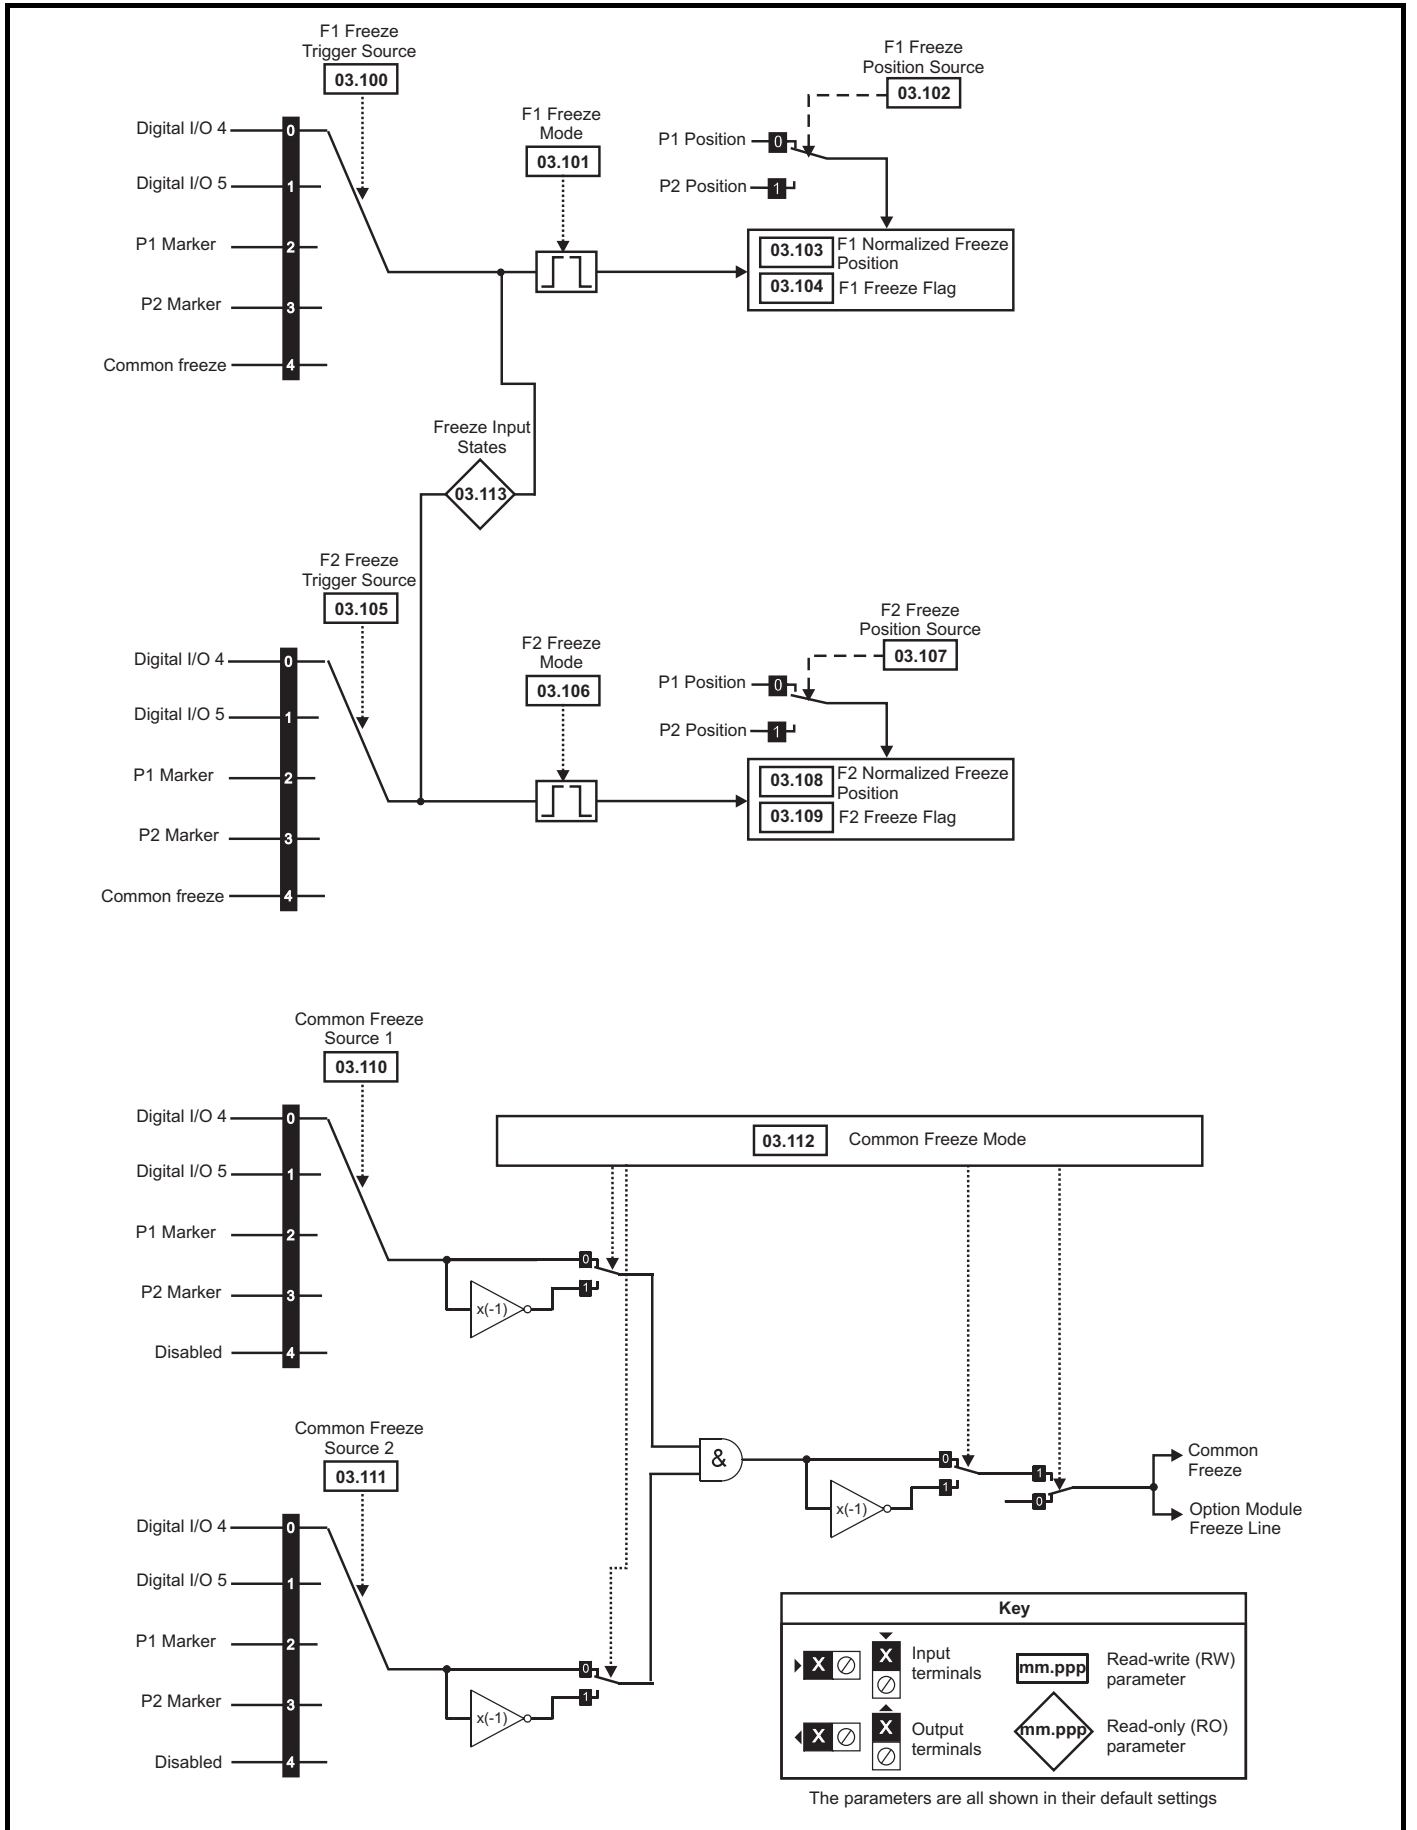 F1 Freeze
Trigger Source
03.100
Digital I/O 4
0
Digital I/O 5
1
P1 Marker
2
P2 Marker
3
Common freeze
4
F1 Freeze
Mode
03.101
F1 Freeze
Position Source
03.102
P1 Position
0
P2 Position
1
03.103 F1 Normalized Freeze
Position
03.104 F1 Freeze Flag
Freeze Input
States
03.113
F2 Freeze
Trigger Source
03.105
Digital I/O 4
0
Digital I/O 5
1
P1 Marker
2
P2 Marker
3
Common freeze
4
F2 Freeze
Mode
03.106
F2 Freeze
Position Source
03.107
P1 Position
0
P2 Position
1
03.108 F2 Normalized Freeze
Position
03.109 F2 Freeze Flag
Common Freeze
Source 1
03.110
Digital I/O 4
0
Digital I/O 5
1
P1 Marker
2
P2 Marker
3
Disabled
4
03.112 Common Freeze Mode
0
x(-1)
1
Common Freeze
Source 2
03.111
Digital I/O 4
0
Digital I/O 5
1
P1 Marker
2
P2 Marker
3
Disabled
4
0
x(-1)
1
&
0
x(-1)
1
1
0
Common
Freeze
Option Module
Freeze Line
Key
X
X
Input
terminals
mm.ppp
Read-write (RW)
parameter
X
X
Output
terminals
mm.ppp
Read-only (RO)
parameter
The parameters are all shown in their default settings